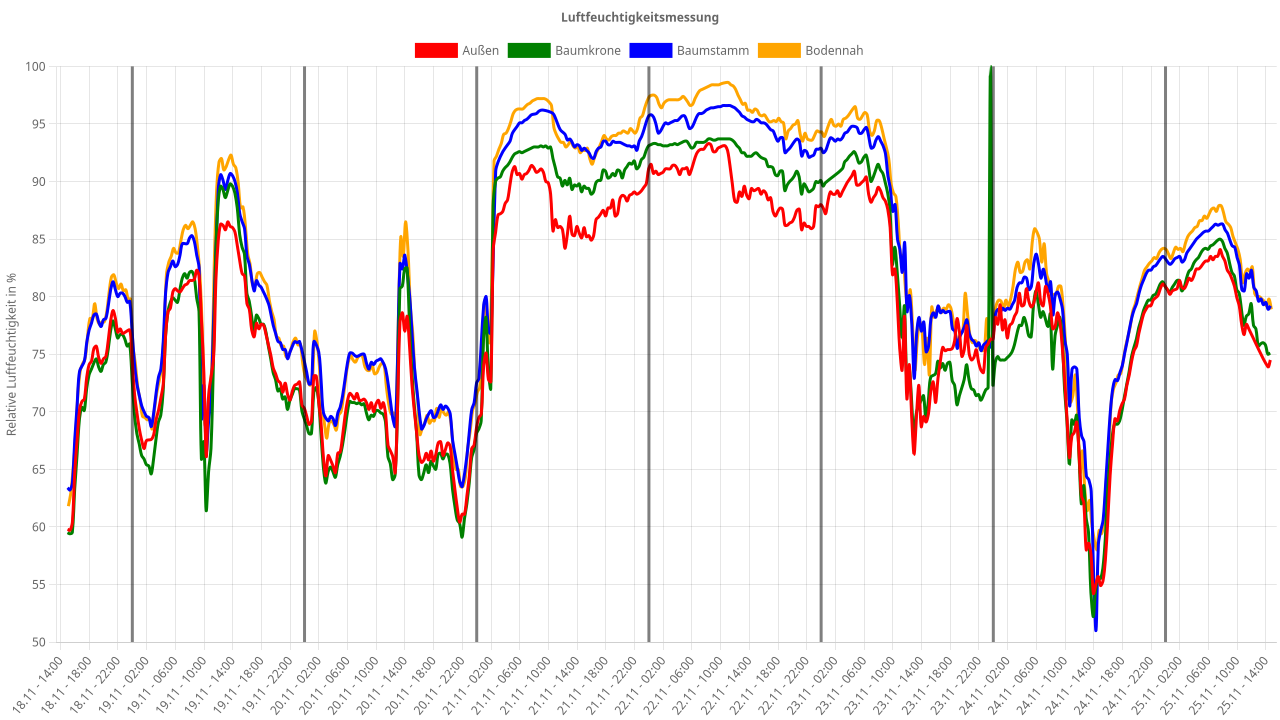 Luftfeuchtigkeitsmessung
Außen Baumkrone Baumstamm Bodennah
Relative Luftfeuchtigkeit in %
100
95
90
85
80
75
70
65
60
55
50
18.11 - 14:00
18.11 - 18:00
18.11 - 22:00
19.11 - 02:00
19.11 - 06:00
19.11 - 10:00
19.11 - 14:00
19.11 - 18:00
19.11 - 22:00
20.11 - 02:00
20.11 - 06:00
20.11 - 10:00
20.11 - 14:00
20.11 - 18:00
20.11 - 22:00
21.11 - 02:00
21.11 - 06:00
21.11 - 10:00
21.11 - 14:00
21.11 - 18:00
21.11 - 22:00
22.11 - 02:00
22.11 - 06:00
22.11 - 10:00
22.11 - 14:00
22.11 - 18:00
22.11 - 22:00
23.11 - 02:00
23.11 - 06:00
23.11 - 10:00
23.11 - 14:00
23.11 - 18:00
23.11 - 22:00
24.11 - 02:00
24.11 - 06:00
24.11 - 10:00
24.11 - 14:00
24.11 - 18:00
24.11 - 22:00
25.11 - 02:00
25.11 - 06:00
25.11 - 10:00
25.11 - 14:00